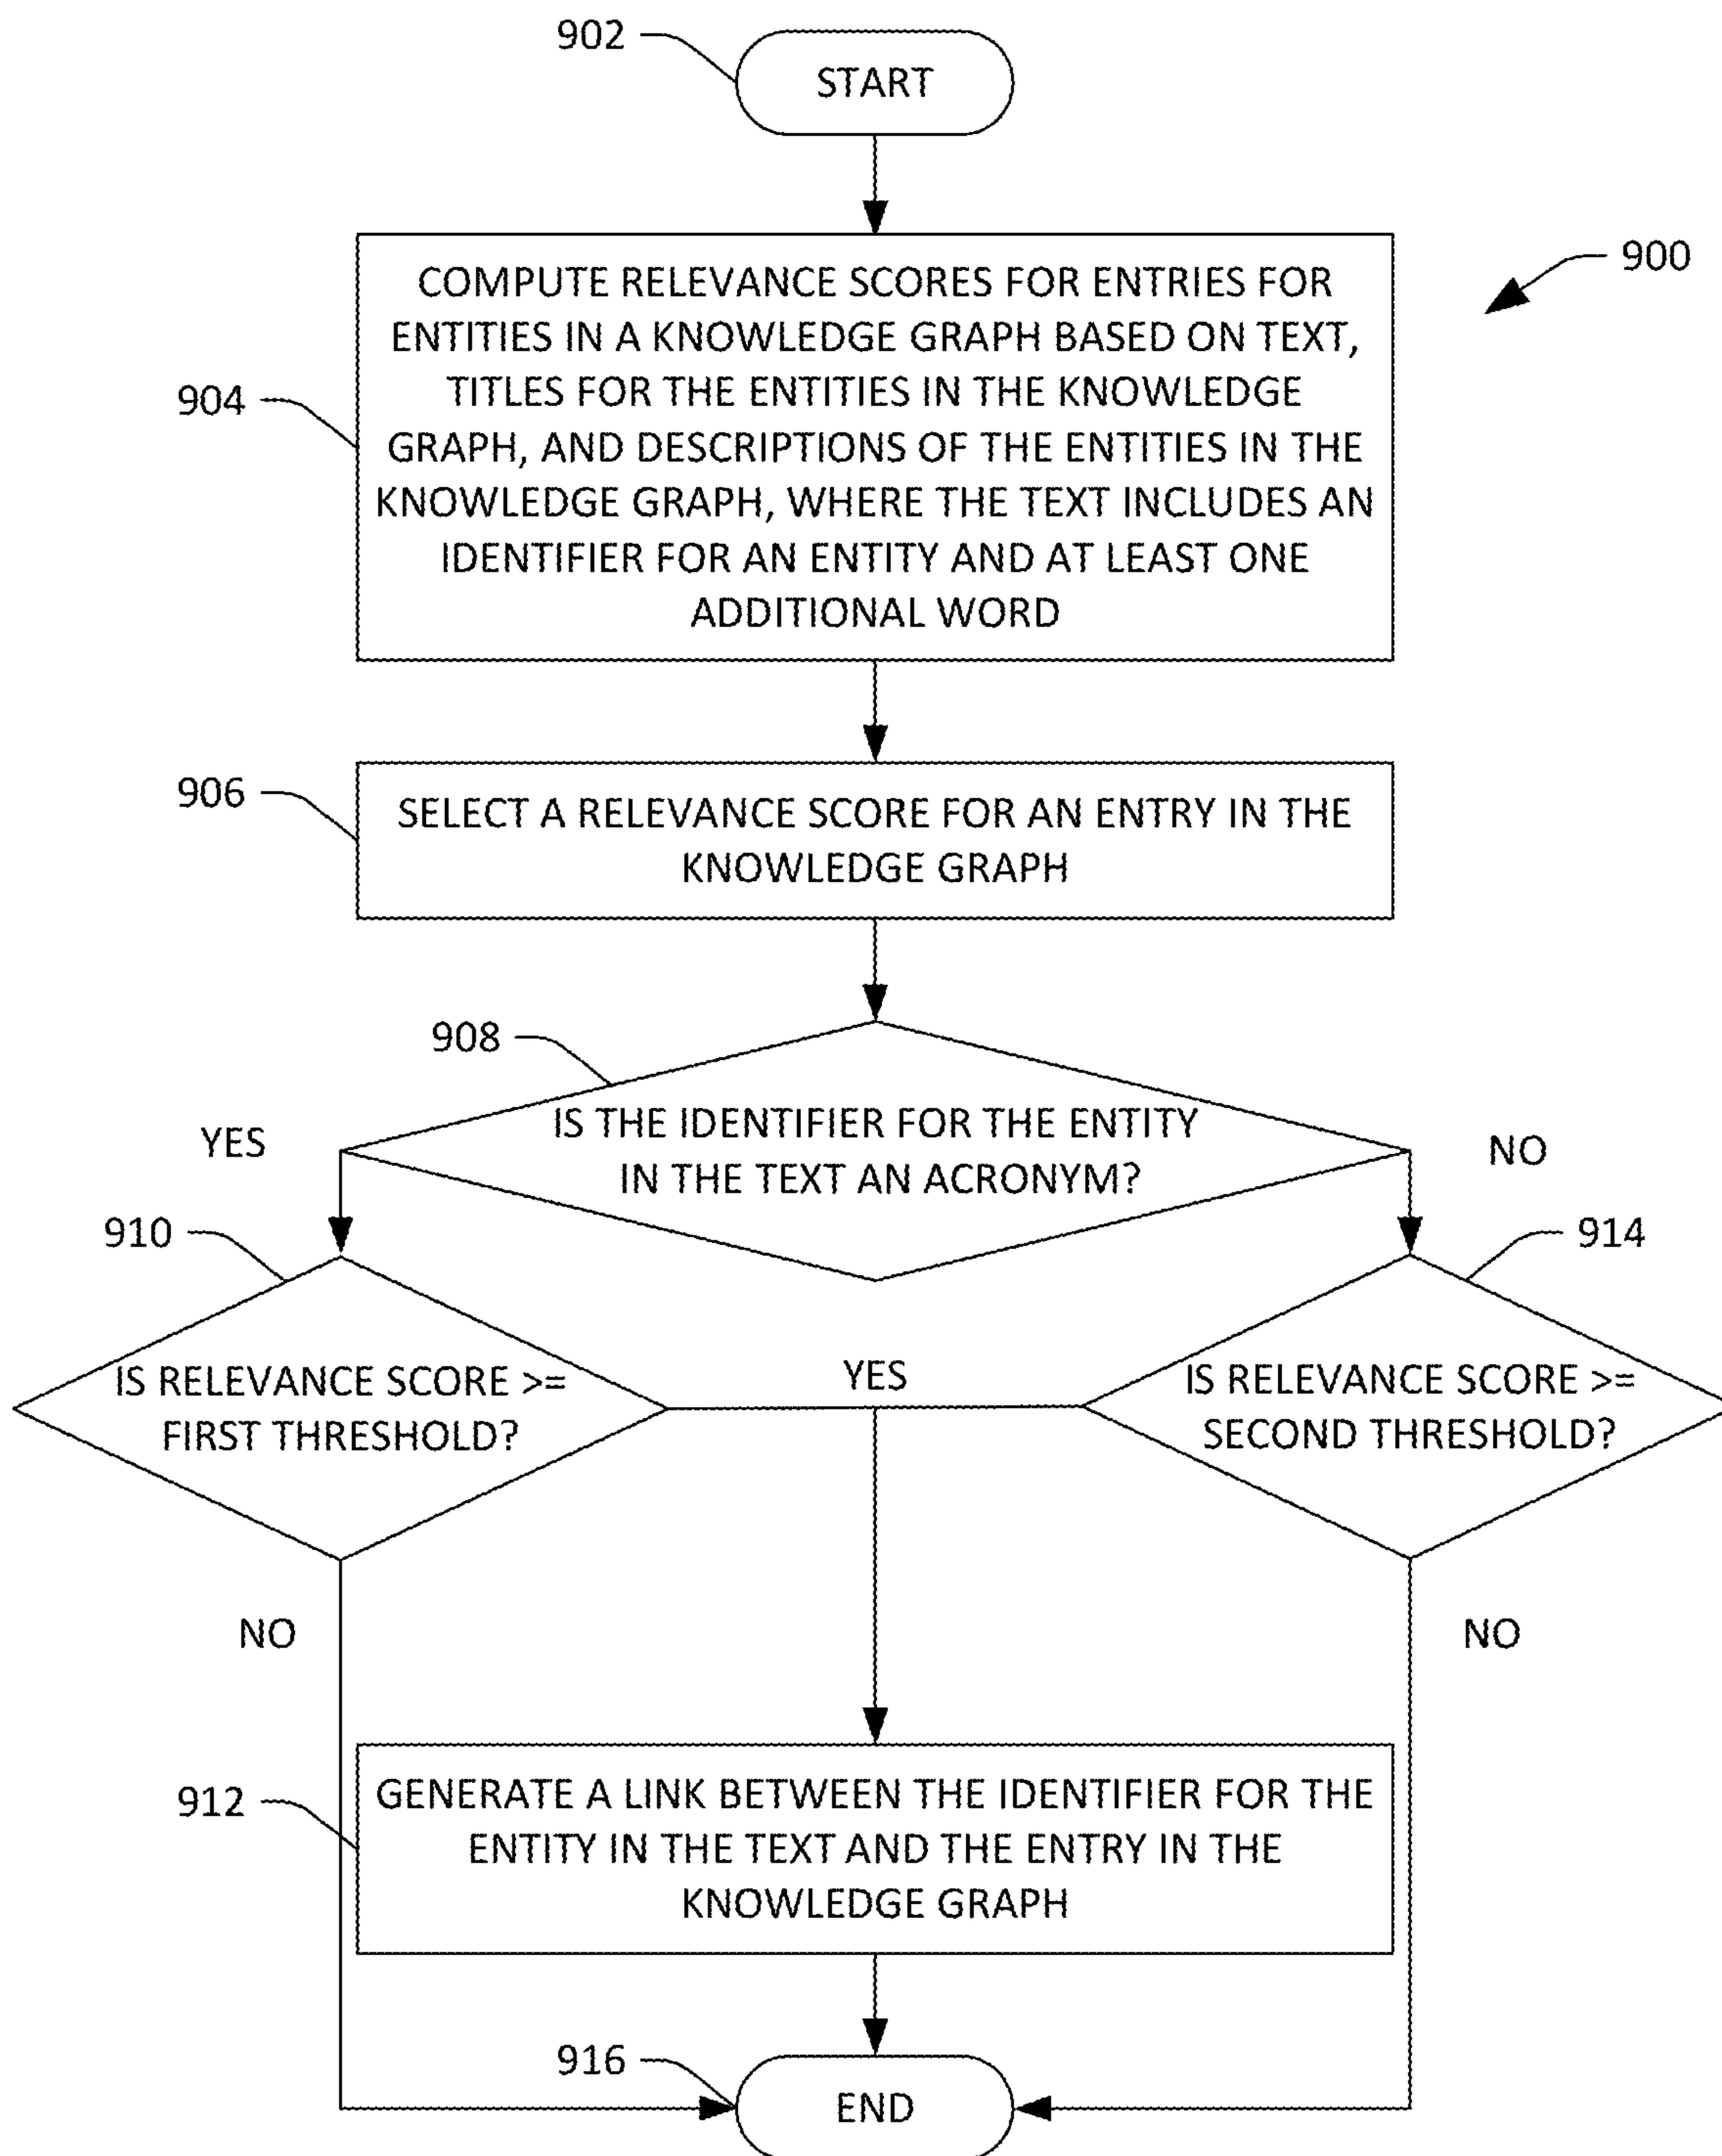 902
START
900
904
COMPUTE RELEVANCE SCORES FOR ENTRIES FOR
ENTITIES IN A KNOWLEDGE GRAPH BASED ON TEXT,
TITLES FOR THE ENTITIES IN THE KNOWLEDGE
GRAPH, AND DESCRIPTIONS OF THE ENTITIES IN THE
KNOWLEDGE GRAPH, WHERE THE TEXT INCLUDES AN
IDENTIFIER FOR AN ENTITY AND AT LEAST ONE
ADDITIONAL WORD
906
SELECT A RELEVANCE SCORE FOR AN ENTRY IN THE
KNOWLEDGE GRAPH
908
IS THE IDENTIFIER FOR THE ENTITY
IN THE TEXT AN ACRONYM?
YES
NO
910
914
IS RELEVANCE SCORE >=
FIRST THRESHOLD?
YES
IS RELEVANCE SCORE >=
SECOND THRESHOLD?
NO
NO
912
GENERATE A LINK BETWEEN THE IDENTIFIER FOR THE
ENTITY IN THE TEXT AND THE ENTRY IN THE
KNOWLEDGE GRAPH
916
END